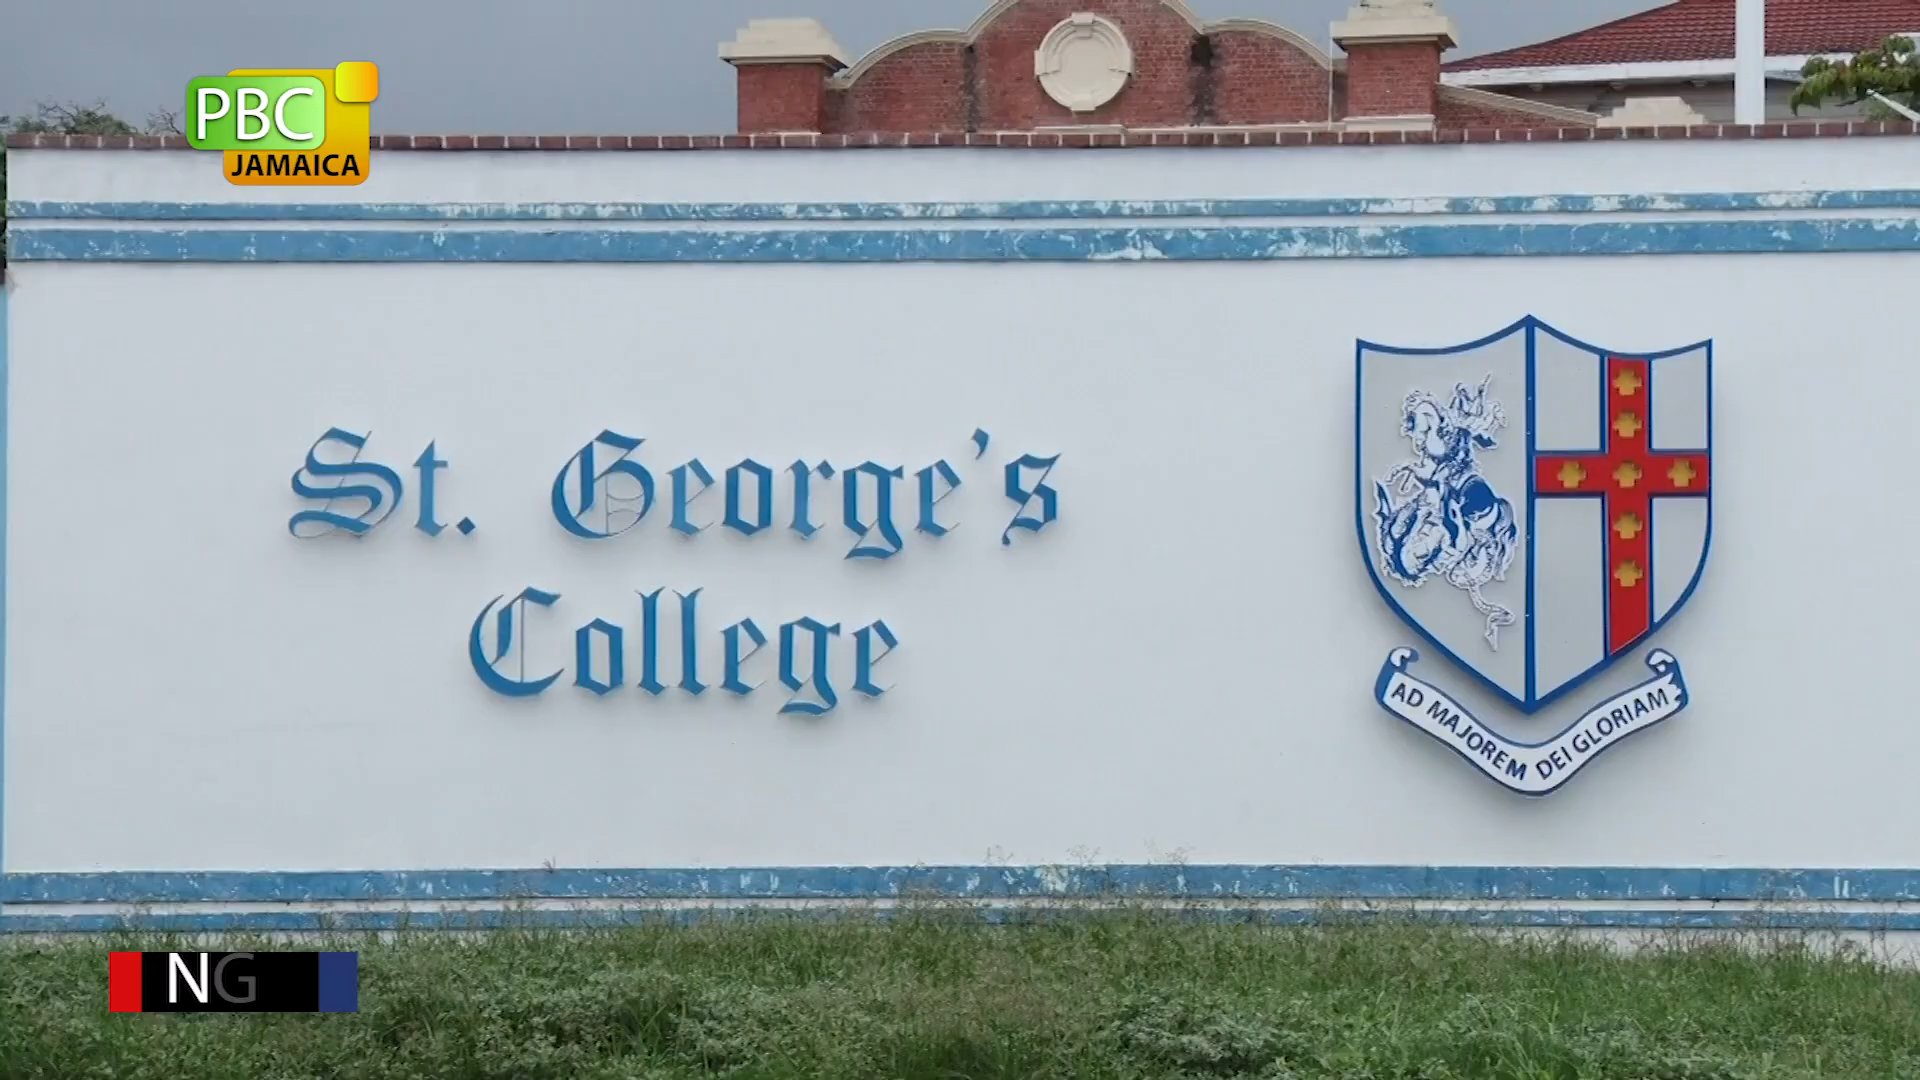 PBC
JAMAICA
St. George's
College
AD MAJOREM DEI GLORIAM
NG